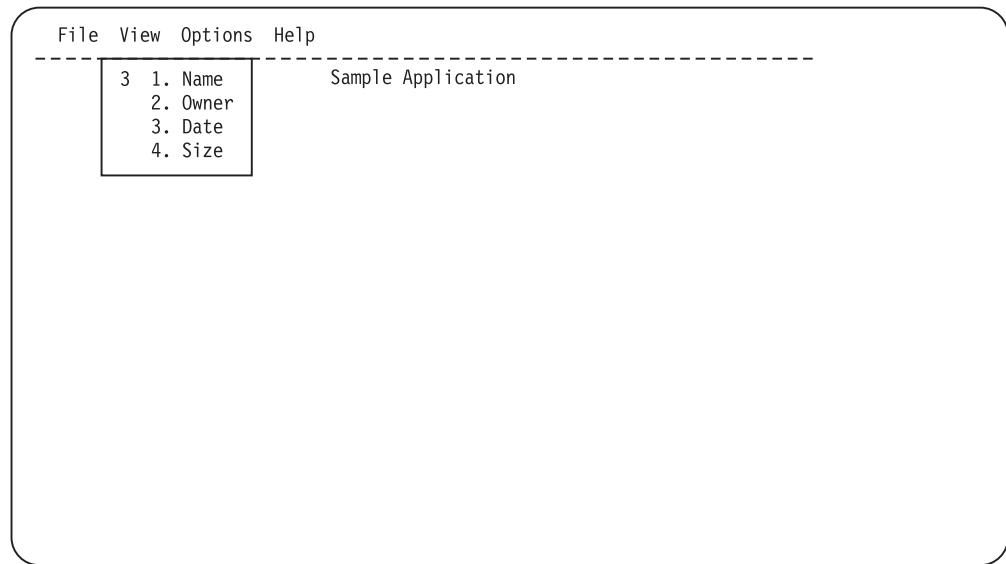 File View Options Help
3 1. Name Sample Application
2. Owner
3. Date
4. Size